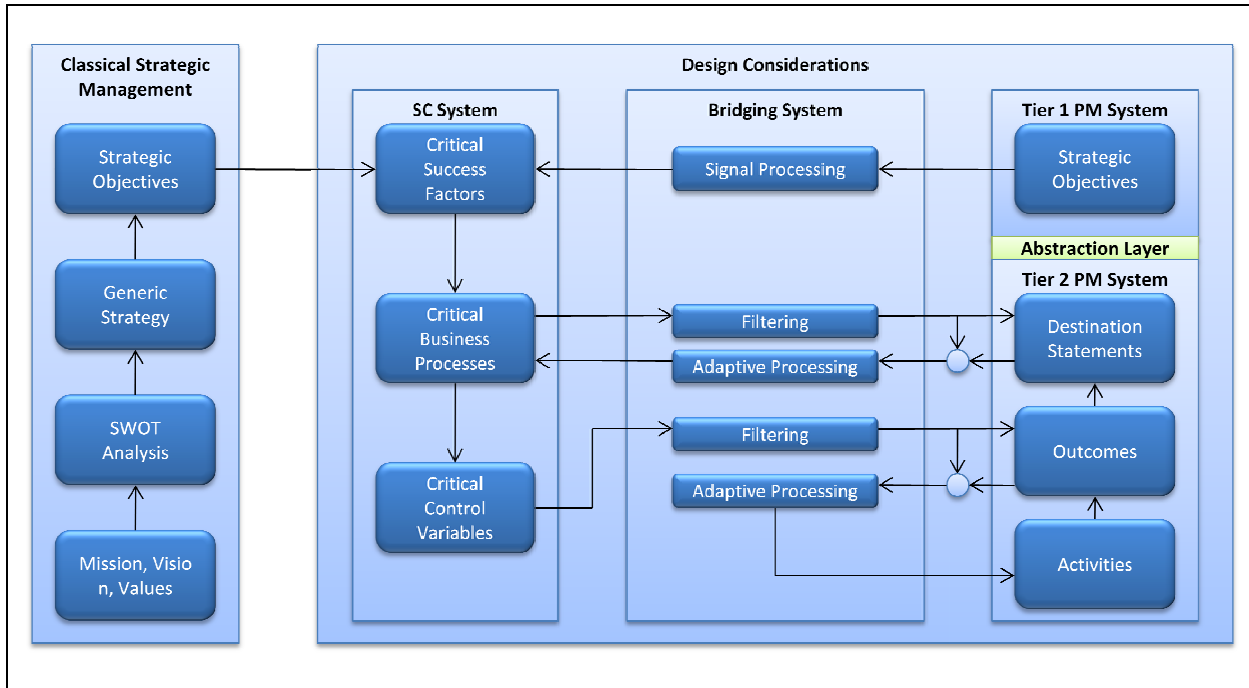 Classical Strategic
Management
Strategic
Objectives
Generic
Strategy
SWOT
Analysis
Mission, Visio
n, Values
Design Considerations
SC System
Critical
Success
Factors
Critical
Business
Processes
Critical
Control
Variables
Bridging System
Signal Processing
Filtering
Adaptive Processing
Filtering
Adaptive Processing
Tier 1 PM System
Strategic
Objectives
Abstraction Layer
Tier 2 PM System
Destination
Statements
Outcomes
Activities